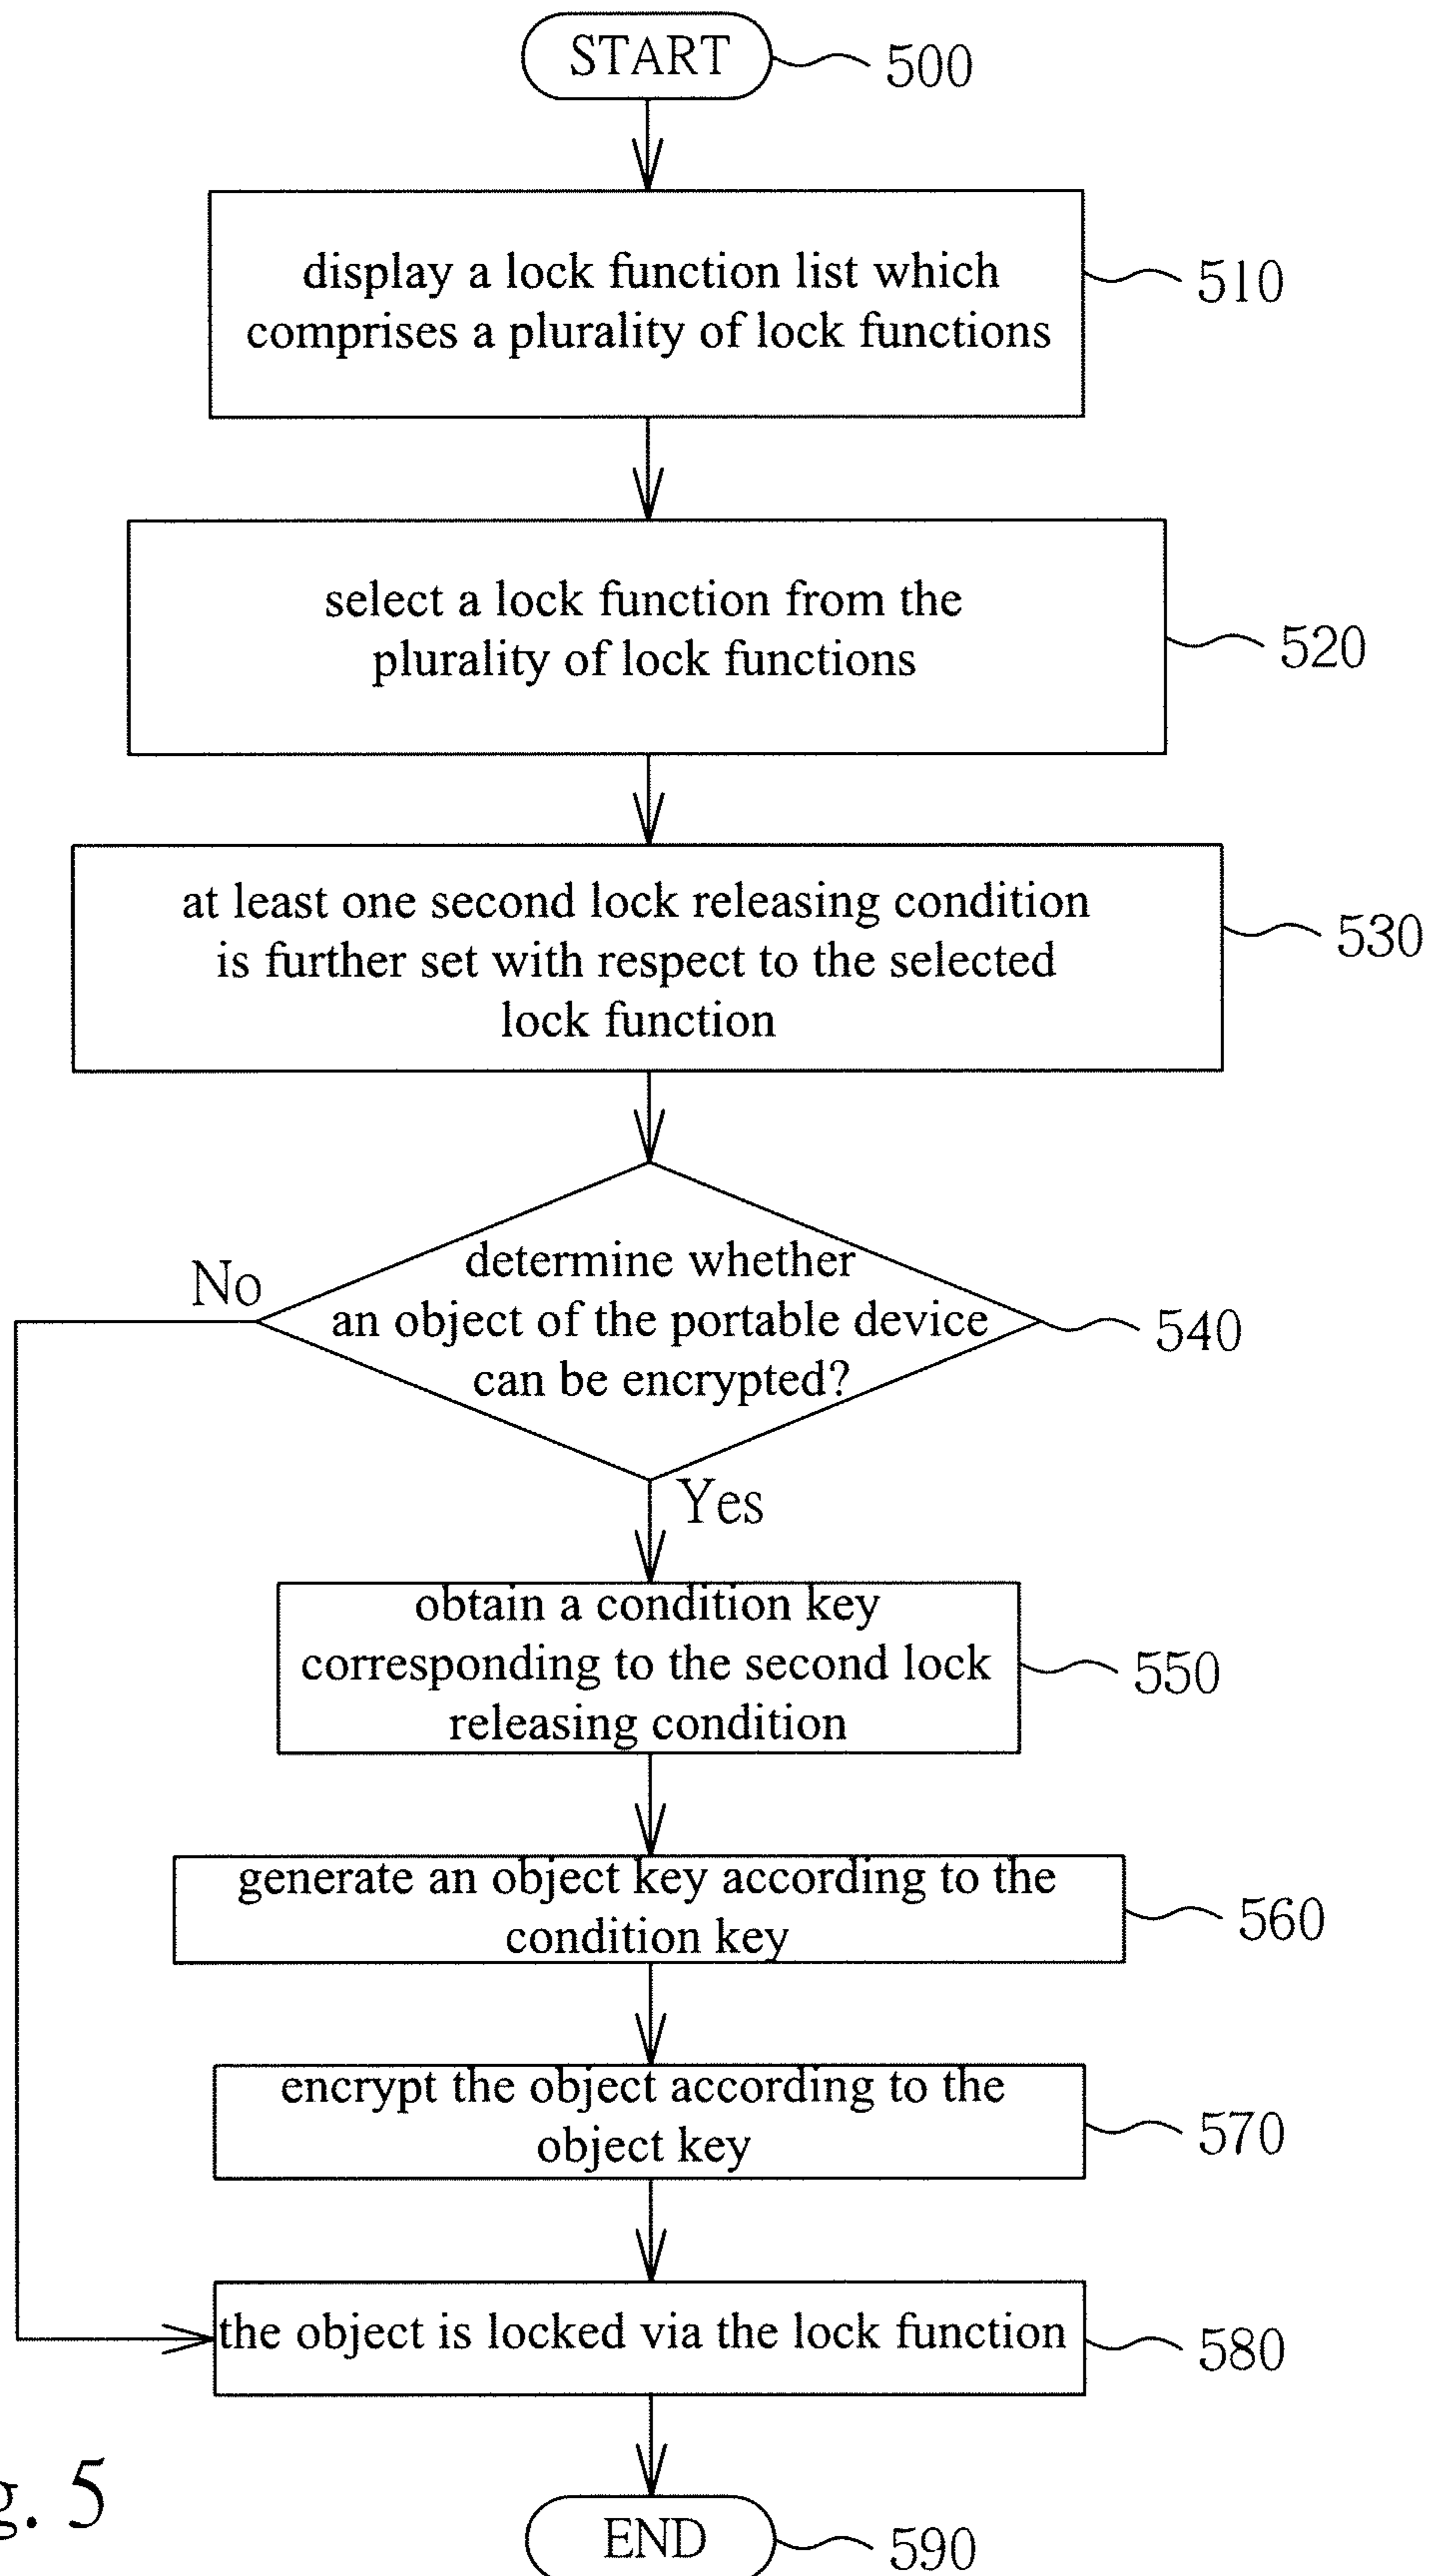 START
500
display a lock function list which
comprises a plurality of lock functions
510
select a lock function from the
plurality of lock functions
520
at least one second lock releasing condition
is further set with respect to the selected
lock function
530
determine whether
an object of the portable device
can be encrypted?
540
No
Yes
obtain a condition key
corresponding to the second lock
releasing condition
550
generate an object key according to the
condition key
560
encrypt the object according to the
object key
570
the object is locked via the lock function
580
END
590
g. 5